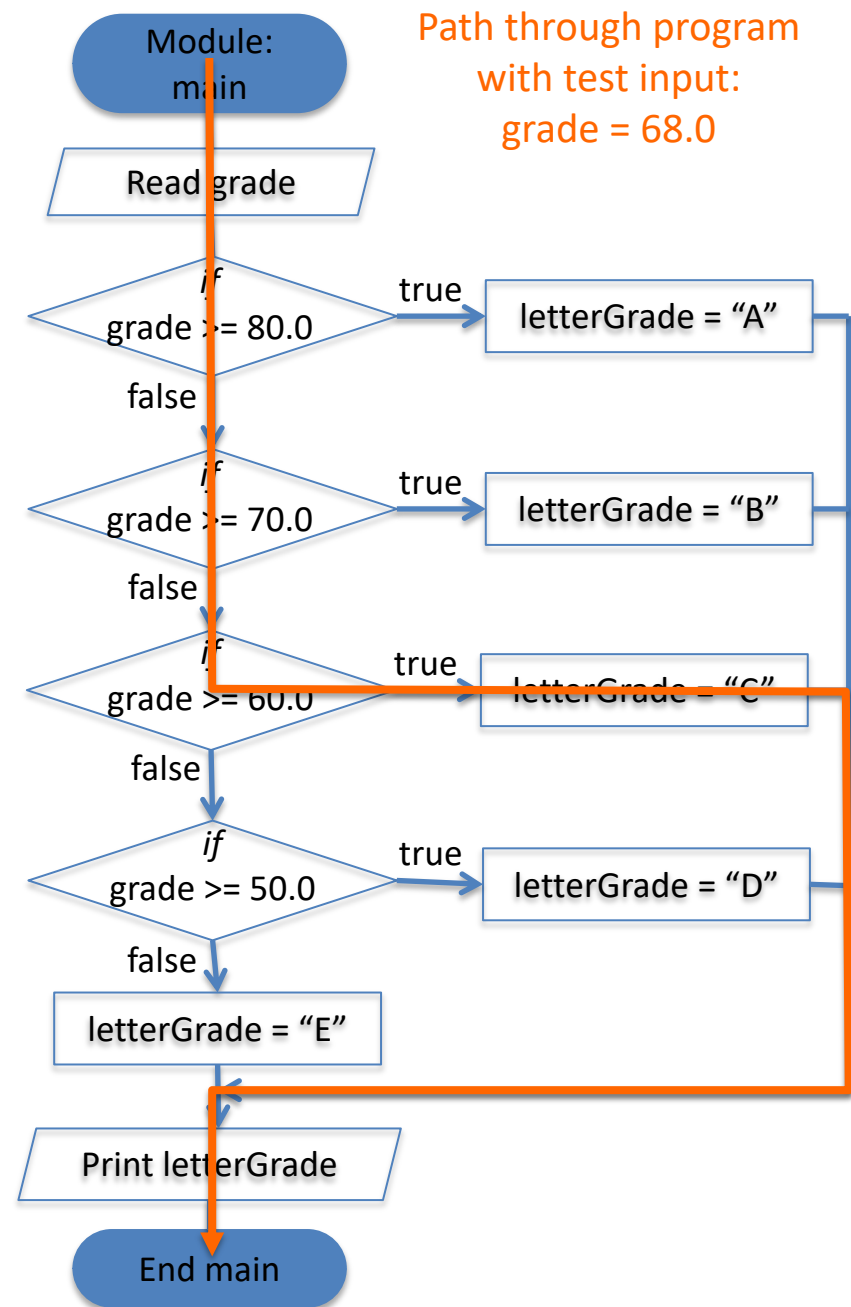 Module:
main
Path through program
with test input:
grade = 68.0
Read grade
if
grade >= 80.0
true
letterGrade = “A”
false
if
grade >= 70.0
true
letterGrade = “B”
false
if
grade >= 60.0
true
letterGrade = “C”
false
if
grade >= 50.0
true
letterGrade = “D”
false
letterGrade = “E”
Print letterGrade
End main